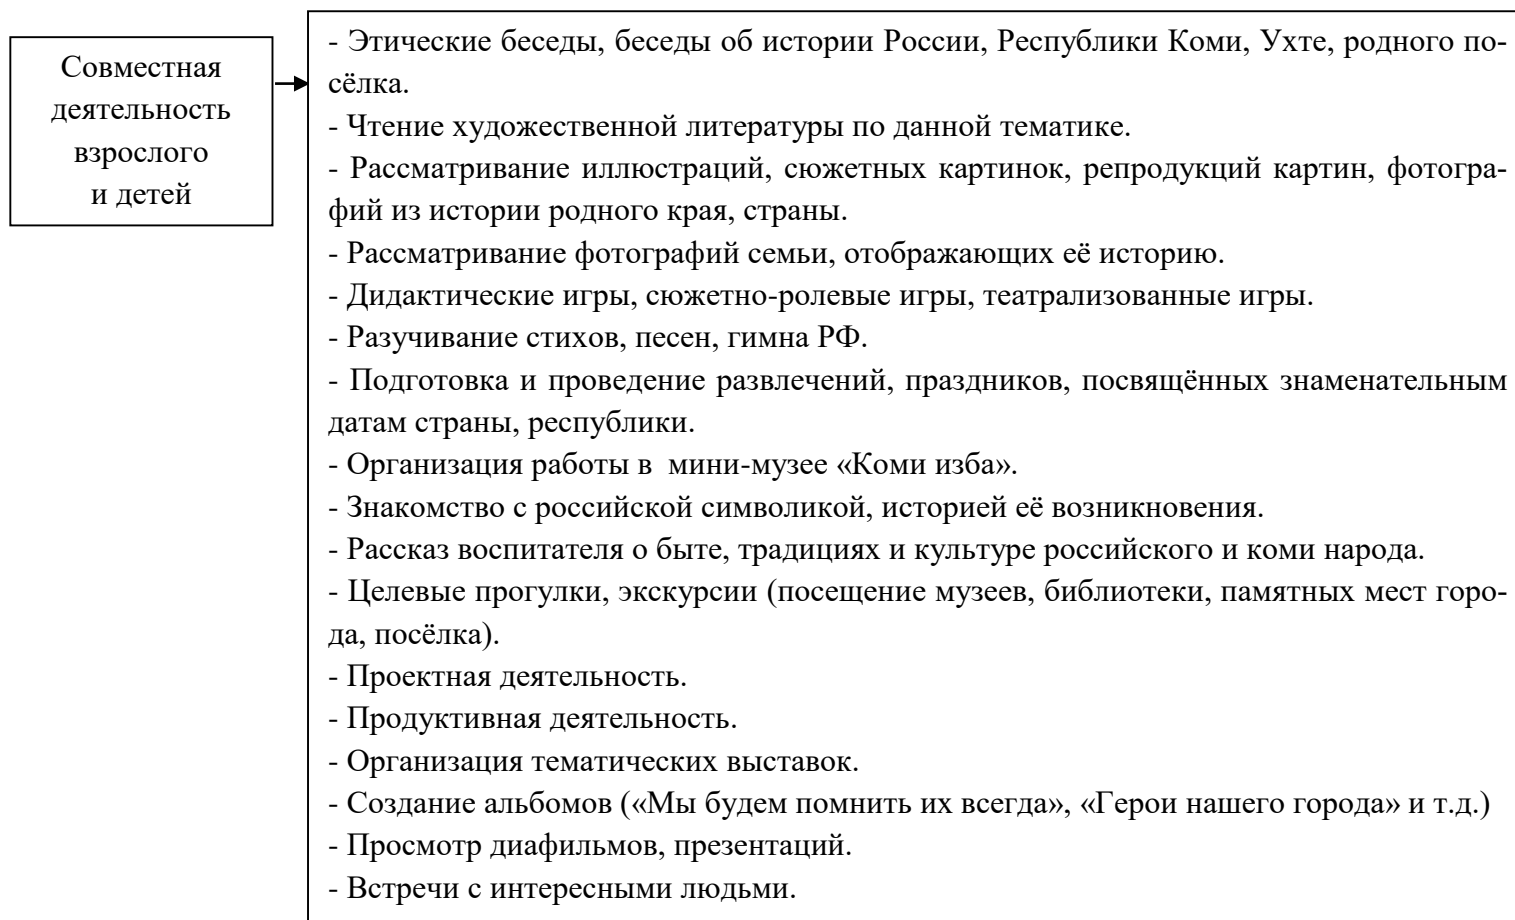 Совместная
деятельность
взрослого
и детей
- Этические беседы, беседы об истории России, Республики Коми, Ухте, родного по-
сёлка.
- Чтение художественной литературы по данной тематике.
- Рассматривание иллюстраций, сюжетных картинок, репродукций картин, фотогра-
фий из истории родного края, страны.
- Рассматривание фотографий семьи, отображающих её историю.
- Дидактические игры, сюжетно-ролевые игры, театрализованные игры.
- Разучивание стихов, песен, гимна РФ.
- Подготовка и проведение развлечений, праздников, посвящённых знаменательным
датам страны, республики.
- Организация работы в  мини-музее «Коми изба».
- Знакомство с российской символикой, историей её возникновения.
- Рассказ воспитателя о быте, традициях и культуре российского и коми народа.
- Целевые прогулки, экскурсии (посещение музеев, библиотеки, памятных мест горо-
да, посёлка).
- Проектная деятельность.
- Продуктивная деятельность.
- Организация тематических выставок.
- Создание альбомов («Мы будем помнить их всегда», «Герои нашего города» и т.д.)
- Просмотр диафильмов, презентаций.
- Встречи с интересными людьми.